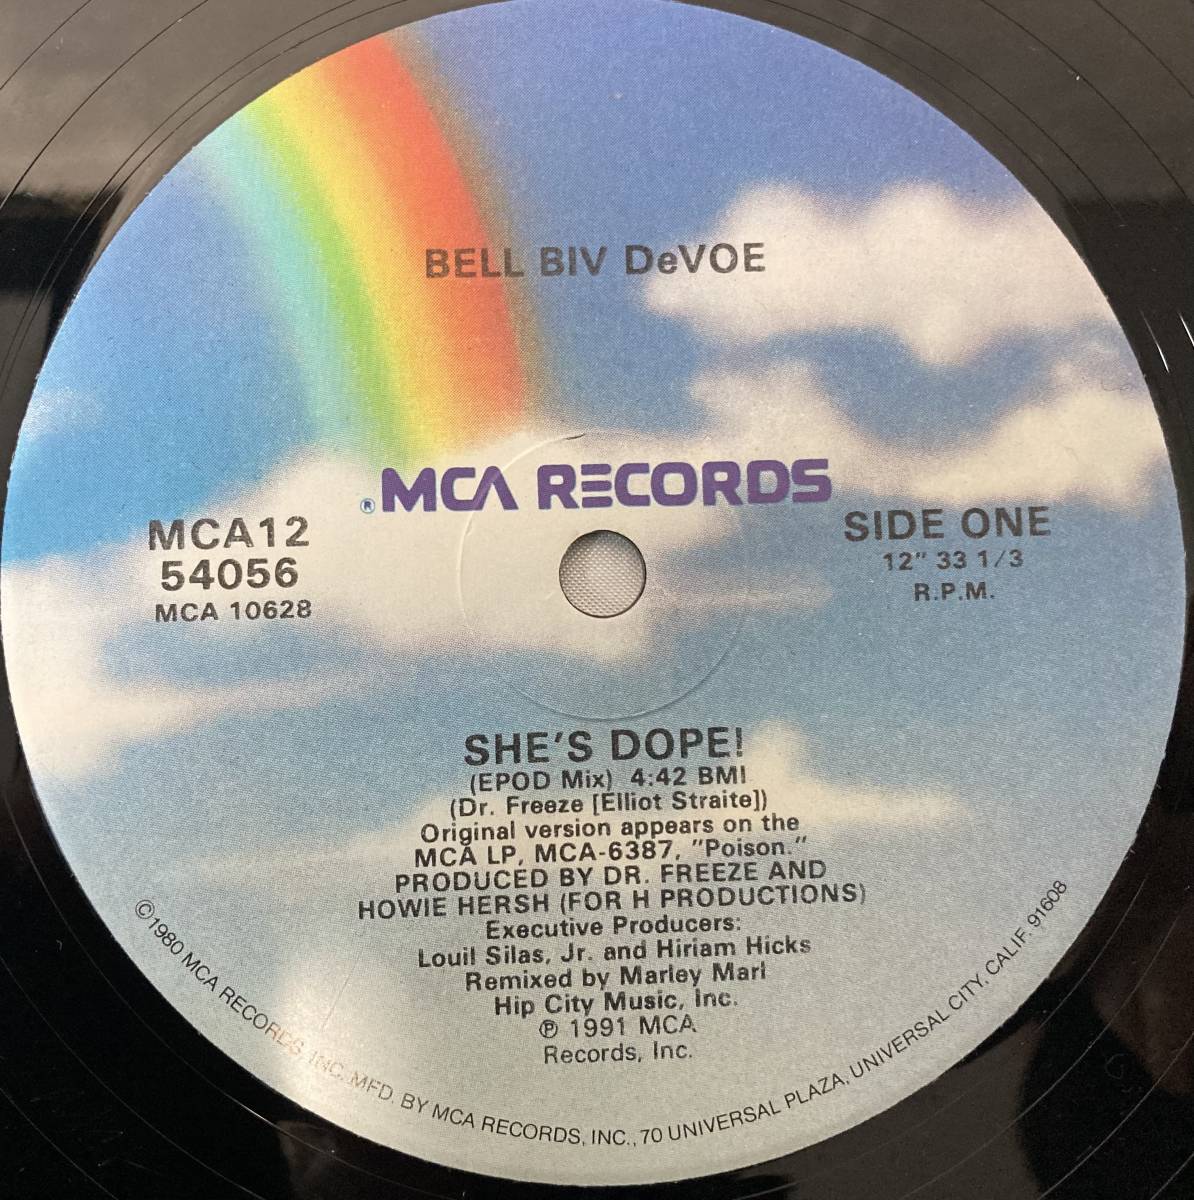 BELL BIV DeVOE
® MCA RECORDS
MCA12
54056
MCA 10628
SIDE ONE
12" 33 1/3
R.P.M.
SHE'S DOPE!
(EPOD Mix) 4:42 BMI
(Dr. Freeze [Elliot Straite])
Original version appears on the
MCA LP, MCA-6387, "Poison."
PRODUCED BY DR. FREEZE AND
HOWIE HERSH (FOR H PRODUCTIONS)
Executive Producers:
Louil Silas, Jr. and Hiriam Hicks
Remixed by Marley Marl
Hip City Music, Inc.
℗ 1991 MCA
Records, Inc.
©1980 MCA RECORDS, INC. MFD. BY MCA RECORDS, INC., 70 UNIVERSAL PLAZA, UNIVERSAL CITY, CALIF. 91608